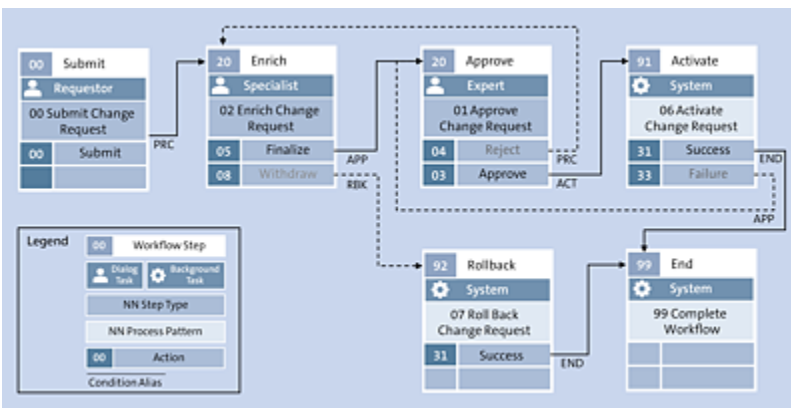 00 Submit
Requestor
00 Submit Change
Request
00 Submit
PRC
20 Enrich
Specialist
02 Enrich Change
Request
05 Finalize
08 Withdraw
APP
RBK
20 Approve
Expert
01 Approve
Change Request
04 Reject
03 Approve
PRC
ACT
91 Activate
System
06 Activate
Change Request
31 Success
33 Failure
END
APP
92 Rollback
System
07 Roll Back
Change Request
31 Success
END
99 End
System
99 Complete
Workflow
Legend
00 Workflow Step
Dialog
Task
Background
Task
NN Step Type
NN Process Pattern
00 Action
Condition Alias